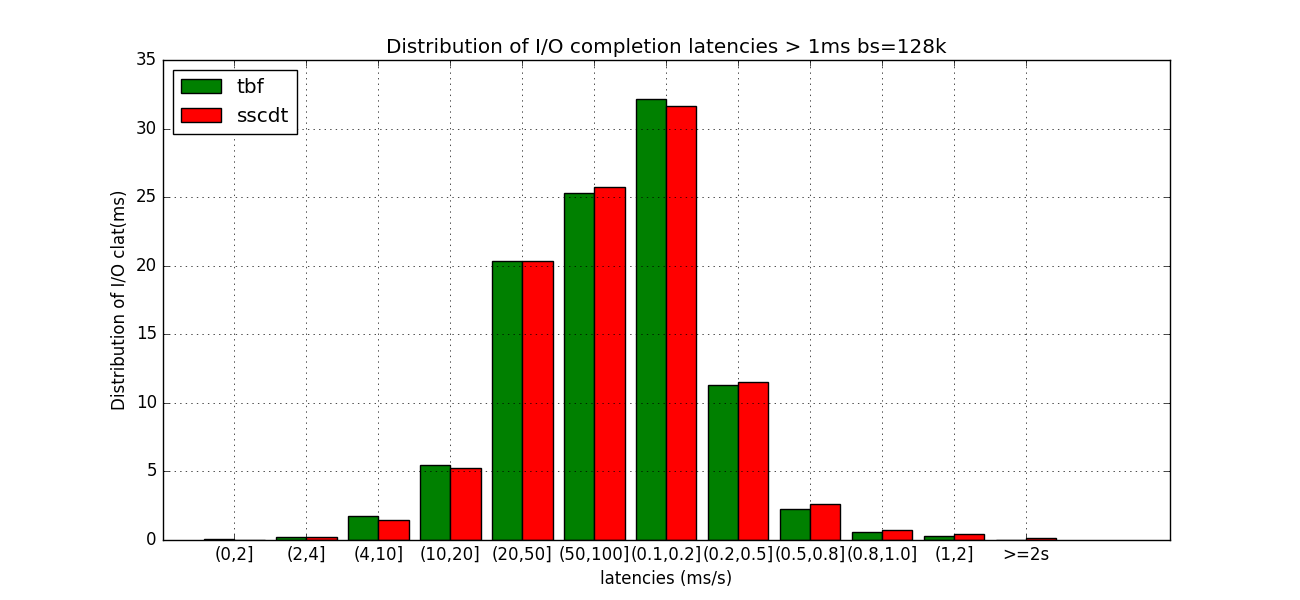 Distribution of I/O completion latencies > 1ms bs=128k
35
30
25
20
15
10
5
0
Distribution of I/O clat(ms)
tbf
sscdt
(0,2] (2,4] (4,10] (10,20] (20,50] (50,100] (0.1,0.2] (0.2,0.5] (0.5,0.8] (0.8,1.0] (1,2] >=2s
latencies (ms/s)